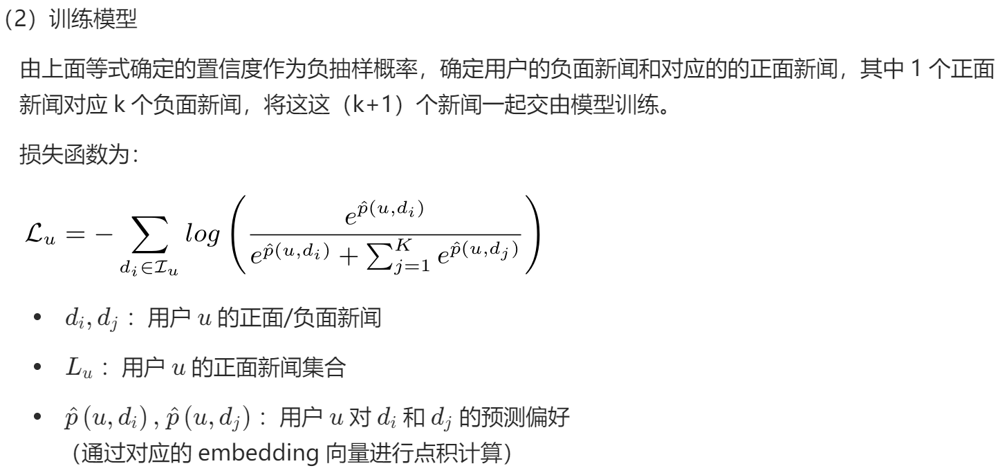 （2）训练模型
由上面等式确定的置信度作为负抽样概率，确定用户的负面新闻和对应的的正面新闻，其中 1 个正面
新闻对应 k 个负面新闻，将这这（k+1）个新闻一起交由模型训练。
损失函数为：
$\mathcal{L}_u = - \sum_{d_i \in \mathcal{I}_u} log \left( \frac{e^{\hat{p}(u,d_i)}}{e^{\hat{p}(u,d_i)} + \sum_{j=1}^{K} e^{\hat{p}(u,d_j)}} \right)$
• $d_i, d_j$ ：用户 $u$ 的正面/负面新闻
• $L_u$ ：用户 $u$ 的正面新闻集合
• $\hat{p}(u, d_i), \hat{p}(u, d_j)$ ：用户 $u$ 对 $d_i$ 和 $d_j$ 的预测偏好
（通过对应的 embedding 向量进行点积计算）